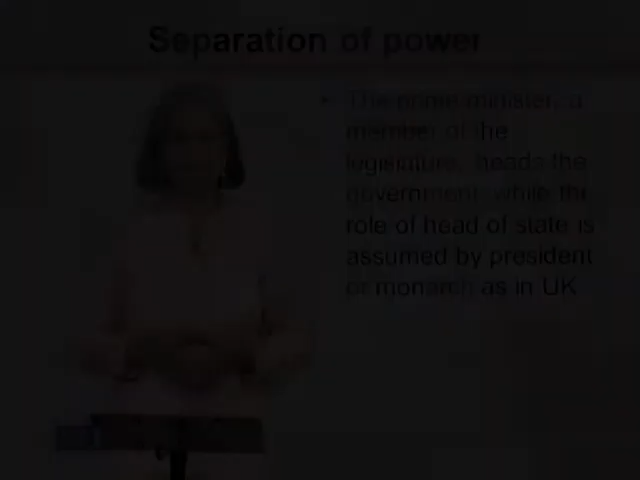 Separation of power
• The prime minister, a
member of the
legislature, heads the
government, while the
role of head of state is
assumed by president
or monarch as in UK